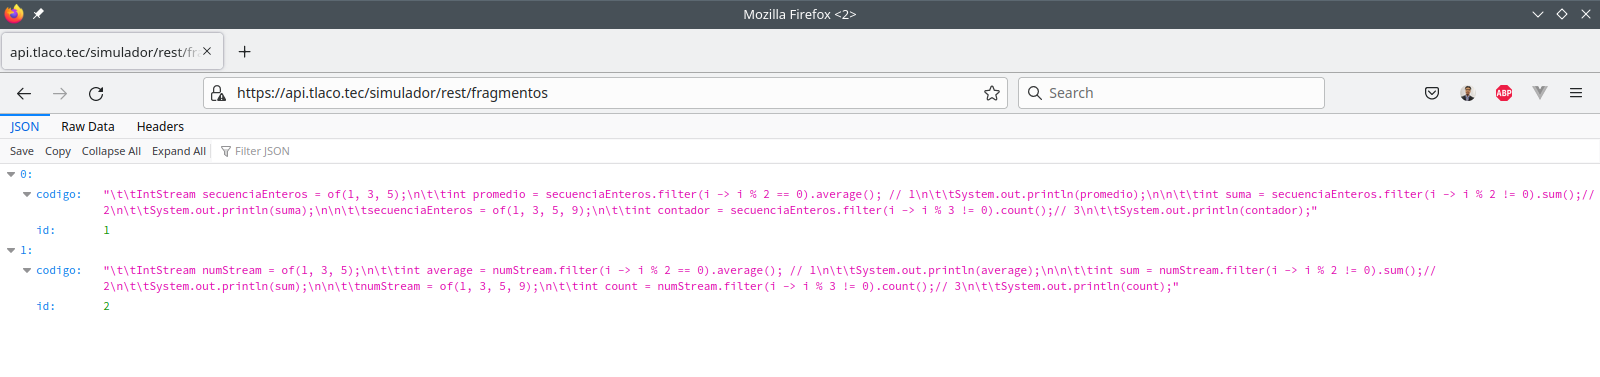 Mozilla Firefox <2>
api.tlaco.tec/simulador/rest/fr
https://api.tlaco.tec/simulador/rest/fragmentos
Search
ABP
JSON Raw Data Headers
Save Copy Collapse All Expand All Filter JSON
0:
codigo: "\t\tIntStream secuenciaEnteros = of(1, 3, 5);\n\t\tint promedio = secuenciaEnteros.filter(i -> i % 2 == 0).average(); // 1\n\t\tSystem.out.println(promedio);\n\n\t\tint suma = secuenciaEnteros.filter(i -> i % 2 != 0).sum();//
2\n\t\tSystem.out.println(suma);\n\n\t\tsecuenciaEnteros = of(1, 3, 5, 9);\n\t\tint contador = secuenciaEnteros.filter(i -> i % 3 != 0).count();// 3\n\t\tSystem.out.println(contador);"
id: 1
1:
codigo: "\t\tIntStream numStream = of(1, 3, 5);\n\t\tint average = numStream.filter(i -> i % 2 == 0).average(); // 1\n\t\tSystem.out.println(average);\n\n\t\tint sum = numStream.filter(i -> i % 2 != 0).sum();//
2\n\t\tSystem.out.println(sum);\n\n\t\tnumStream = of(1, 3, 5, 9);\n\t\tint count = numStream.filter(i -> i % 3 != 0).count();// 3\n\t\tSystem.out.println(count);"
id: 2